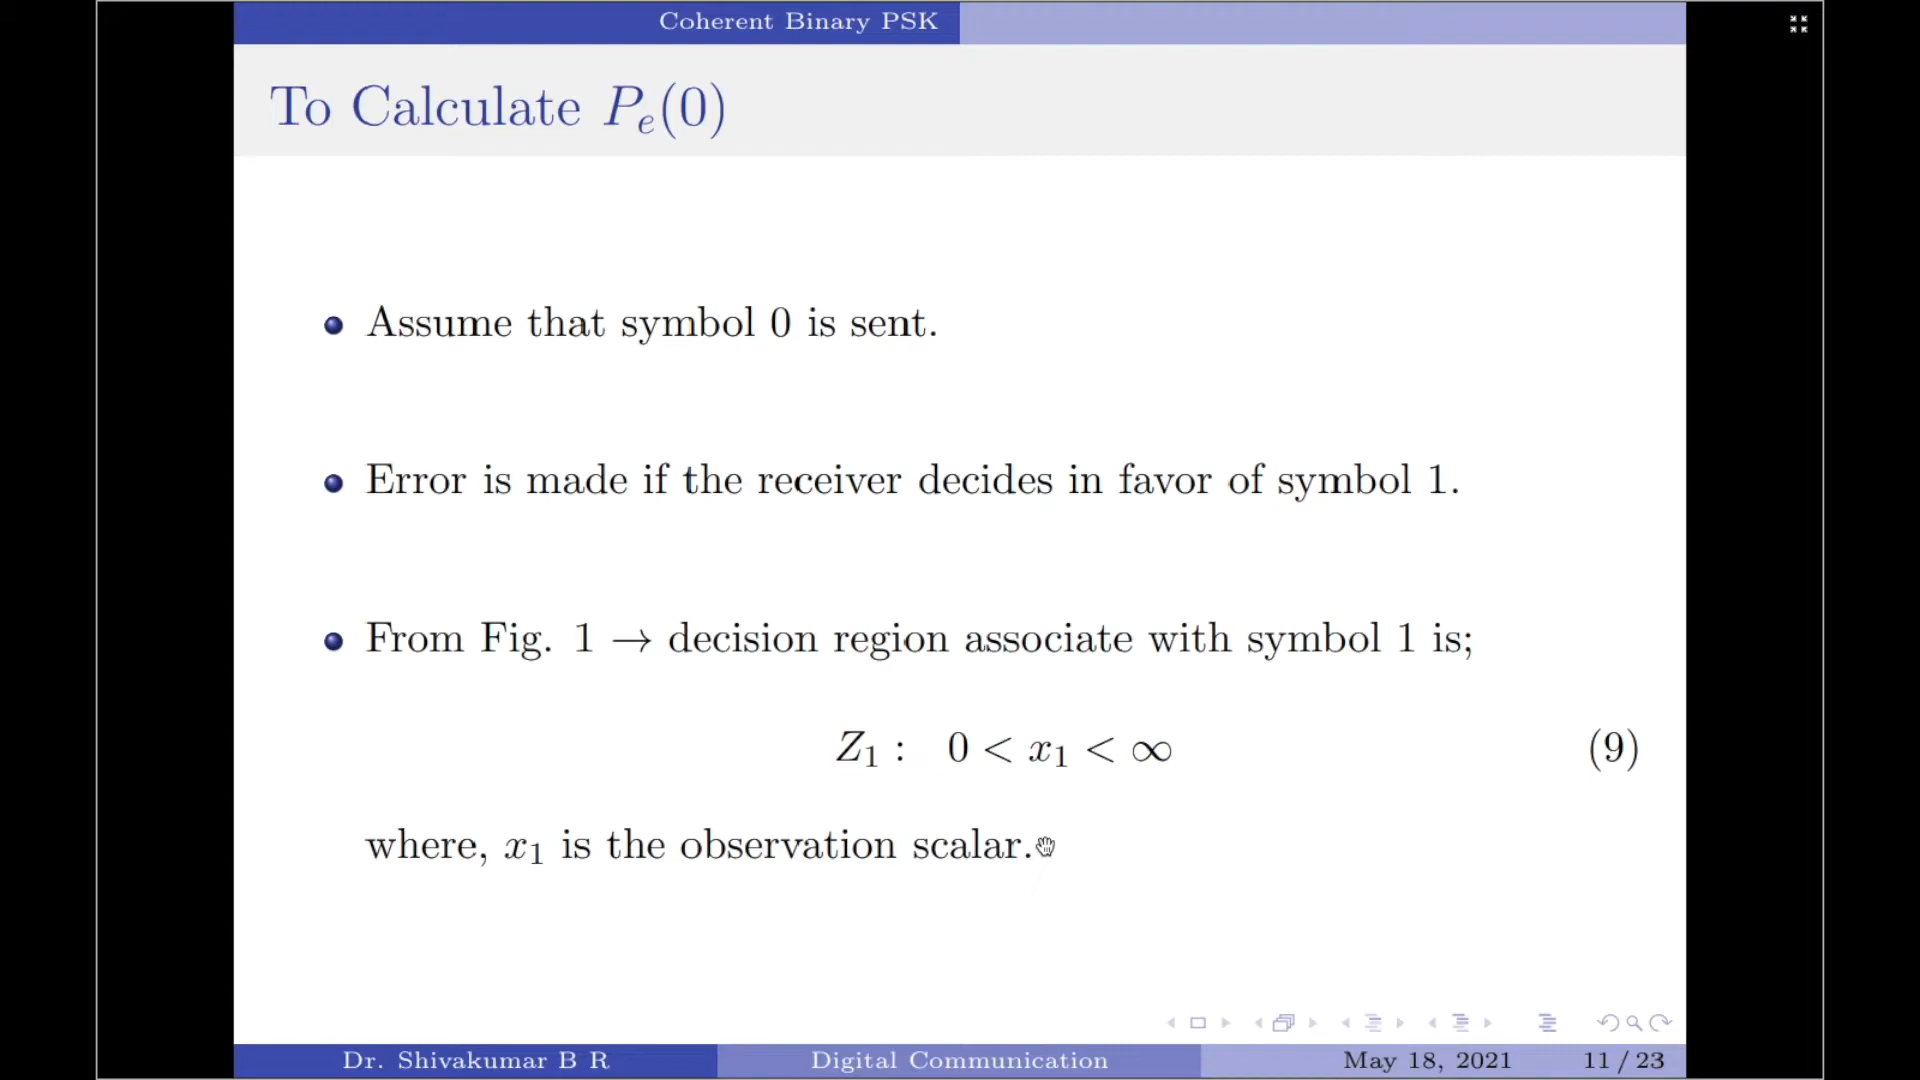 Coherent Binary PSK
To Calculate Pₑ(0)
Assume that symbol 0 is sent.
Error is made if the receiver decides in favor of symbol 1.
From Fig. 1 → decision region associate with symbol 1 is;
Z₁ : 0 < x₁ < ∞ (9)
where, x₁ is the observation scalar.
Dr. Shivakumar B R Digital Communication May 18, 2021 11 / 23